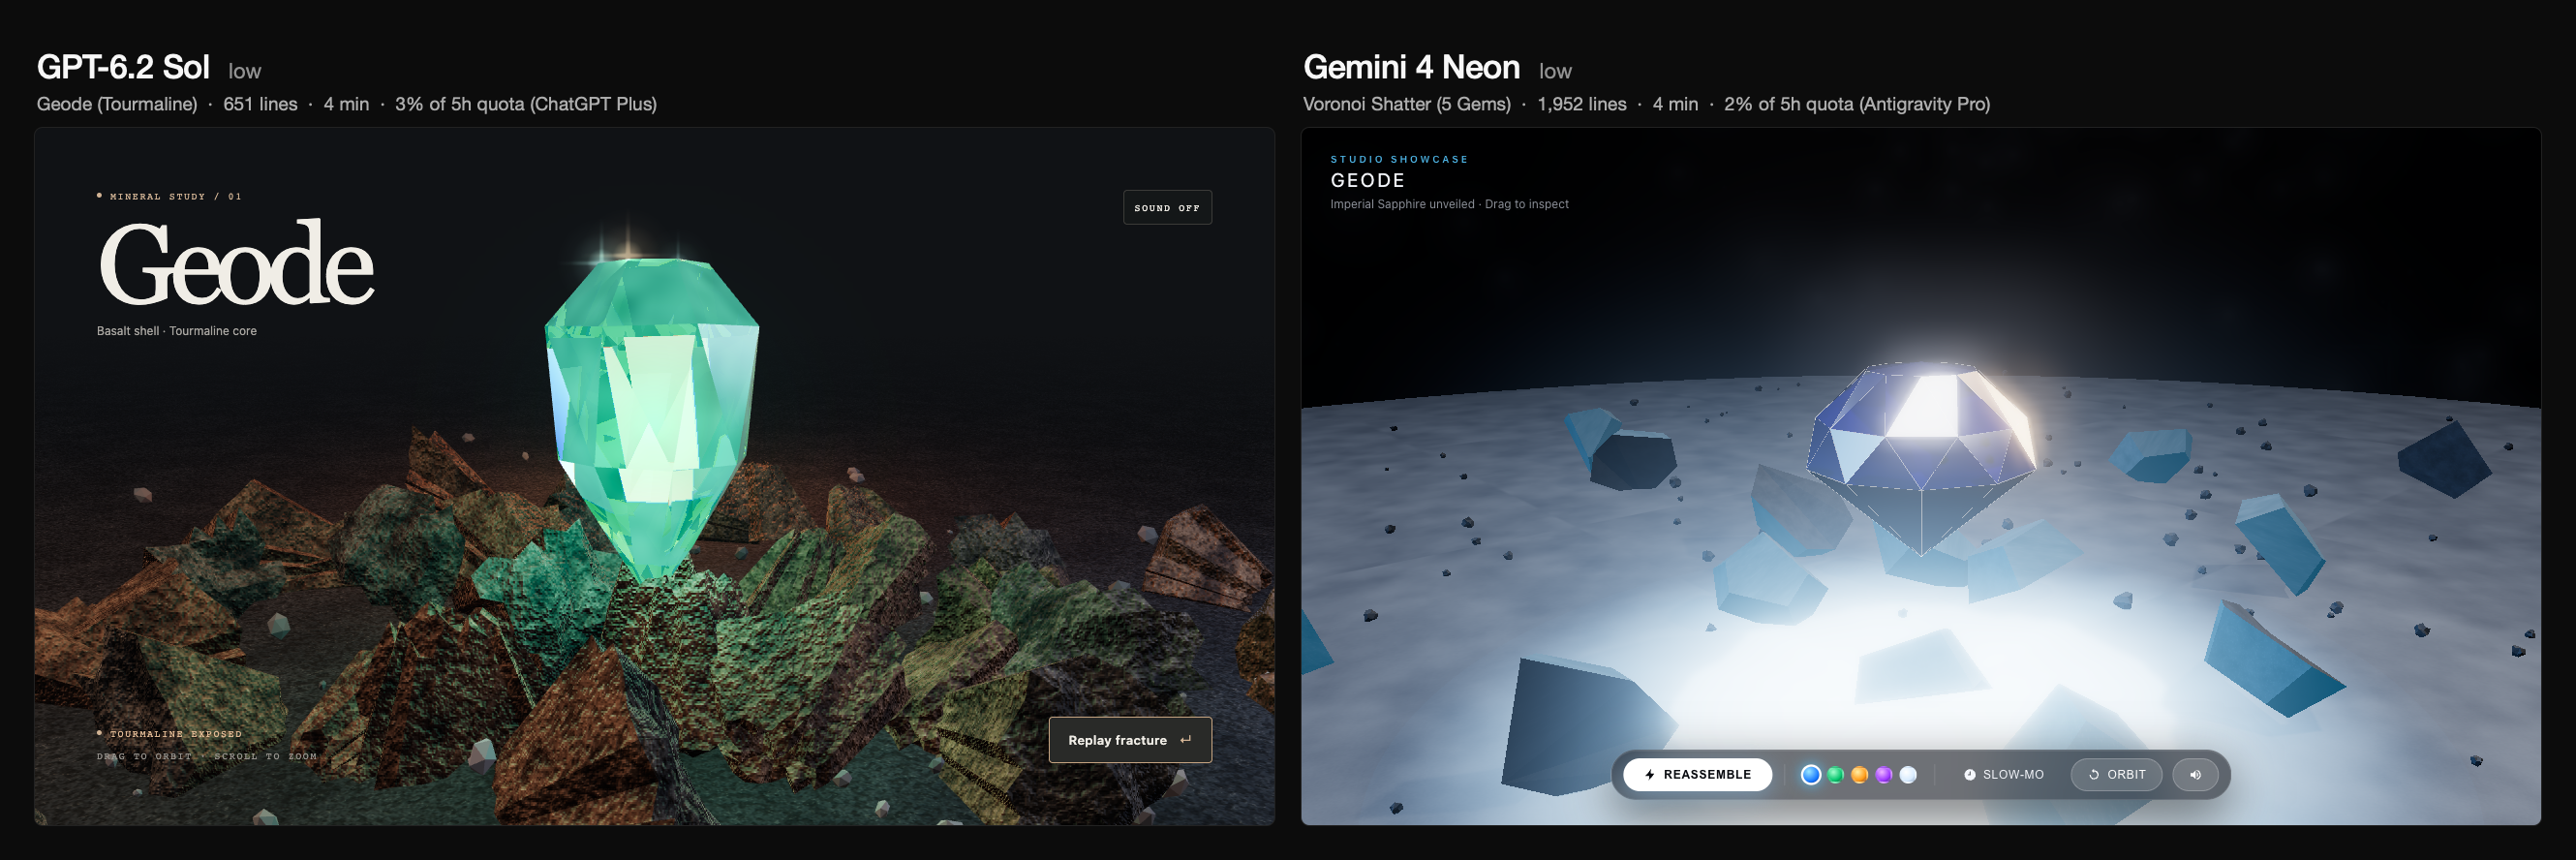 GPT-6.2 Sol low
Geode (Tourmaline) · 651 lines · 4 min · 3% of 5h quota (ChatGPT Plus)
MINERAL STUDY / 01
Geode
Basalt shell · Tourmaline core
SOUND OFF
TOURMALINE EXPOSED
DRAG TO ORBIT · SCROLL TO ZOOM
Replay fracture ↵
Gemini 4 Neon low
Voronoi Shatter (5 Gems) · 1,952 lines · 4 min · 2% of 5h quota (Antigravity Pro)
STUDIO SHOWCASE
GEODE
Imperial Sapphire unveiled · Drag to inspect
REASSEMBLE
SLOW-MO
ORBIT